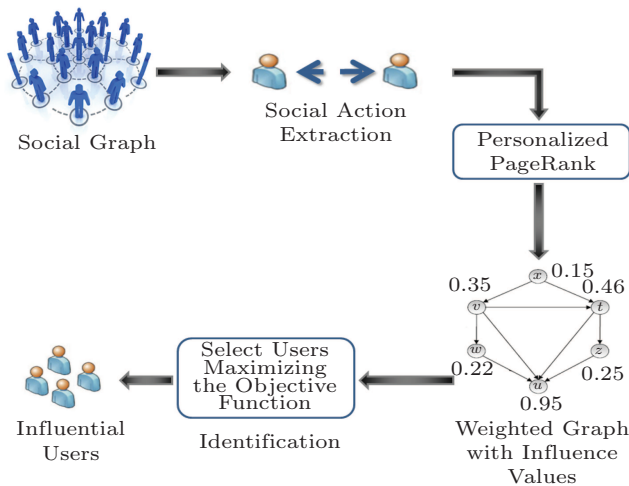 Social Graph
Social Action
Extraction
Personalized
PageRank
x
0.15
0.35
0.46
v
t
w
z
0.22
0.25
u
0.95
Weighted Graph
with Influence
Values
Select Users
Maximizing
the Objective
Function
Identification
Influential
Users